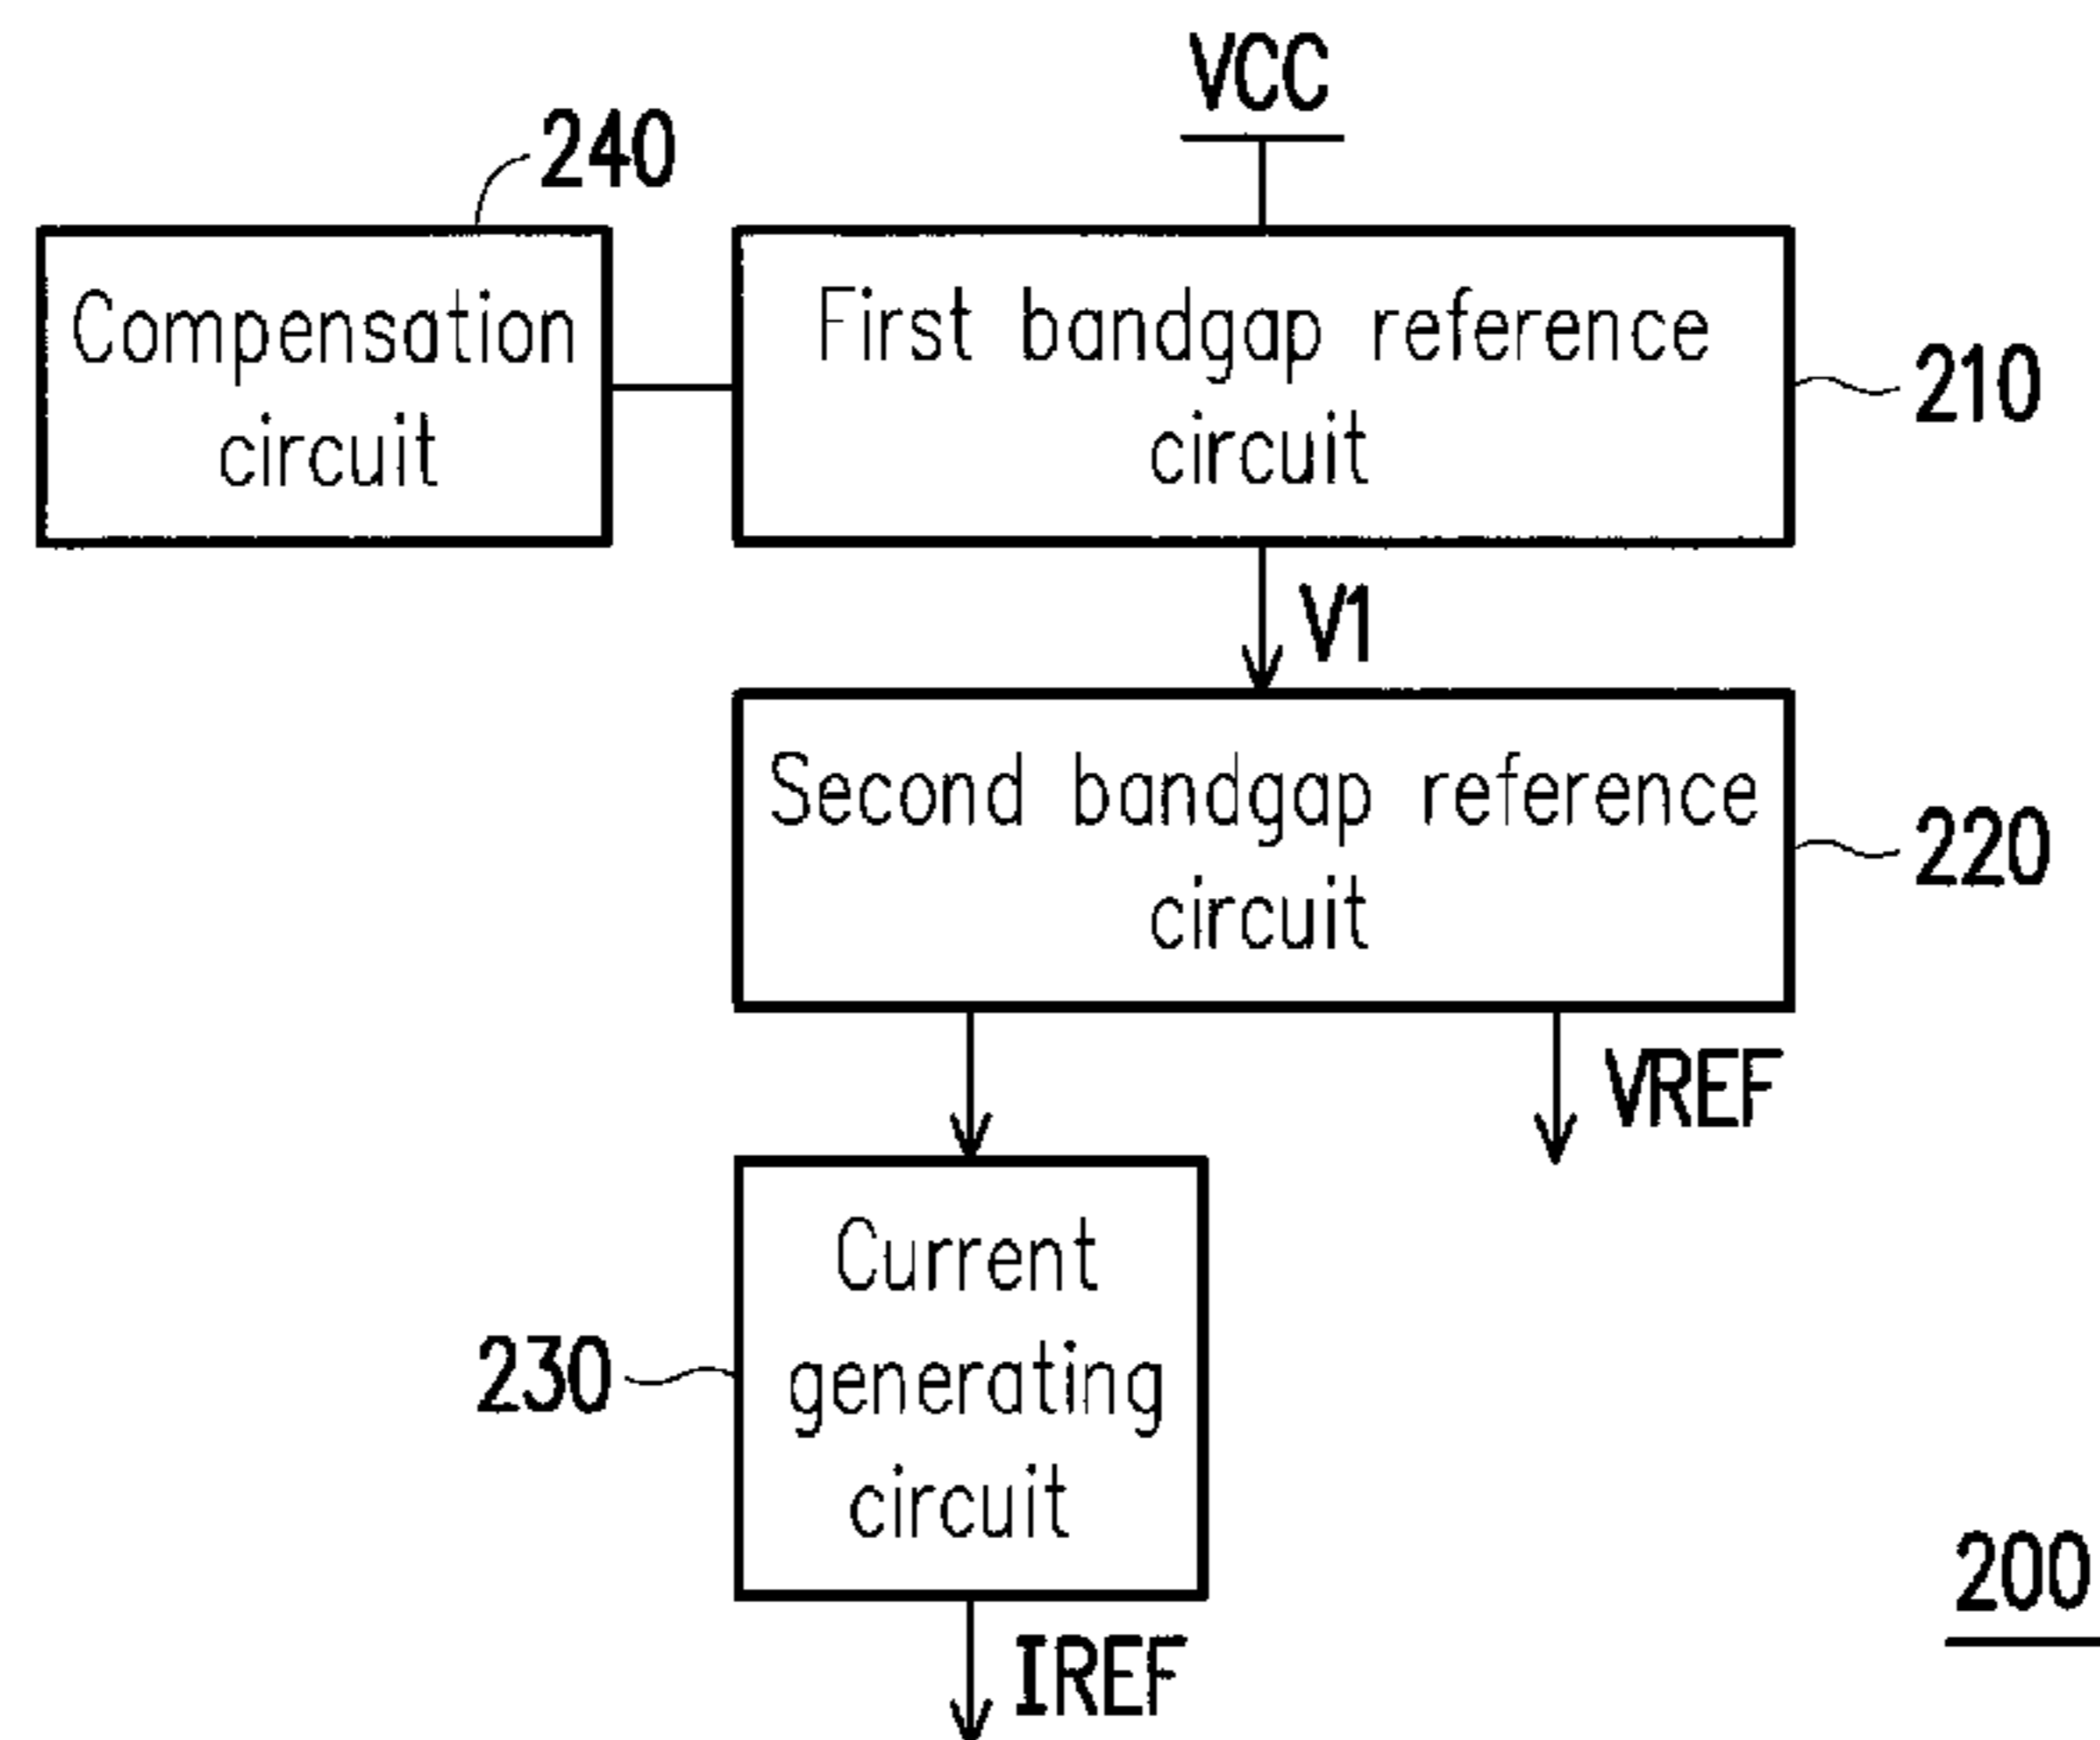 VCC
240
Compensation
circuit
First bandgap reference
circuit
210
V1
Second bandgap reference
circuit
220
VREF
Current
generating
circuit
230
IREF
200